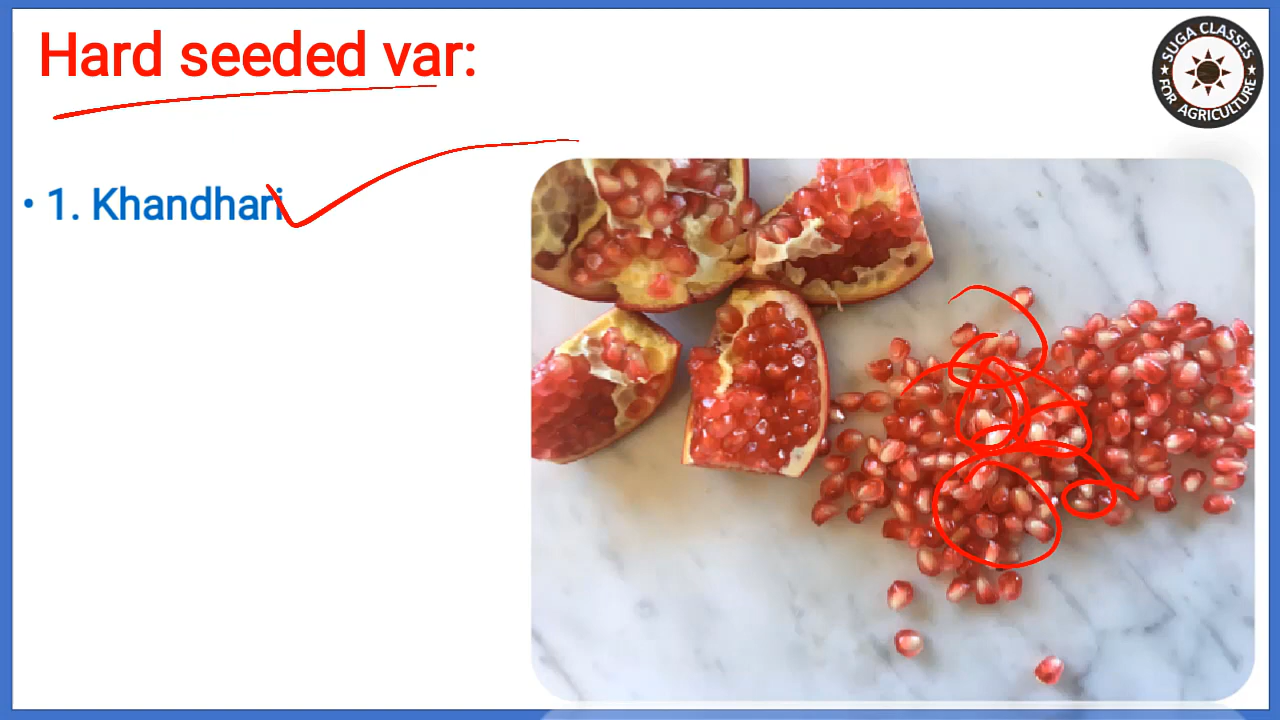 Hard seeded var:
SUGA CLASSES
FOR AGRICULTURE
• 1. Khandhari